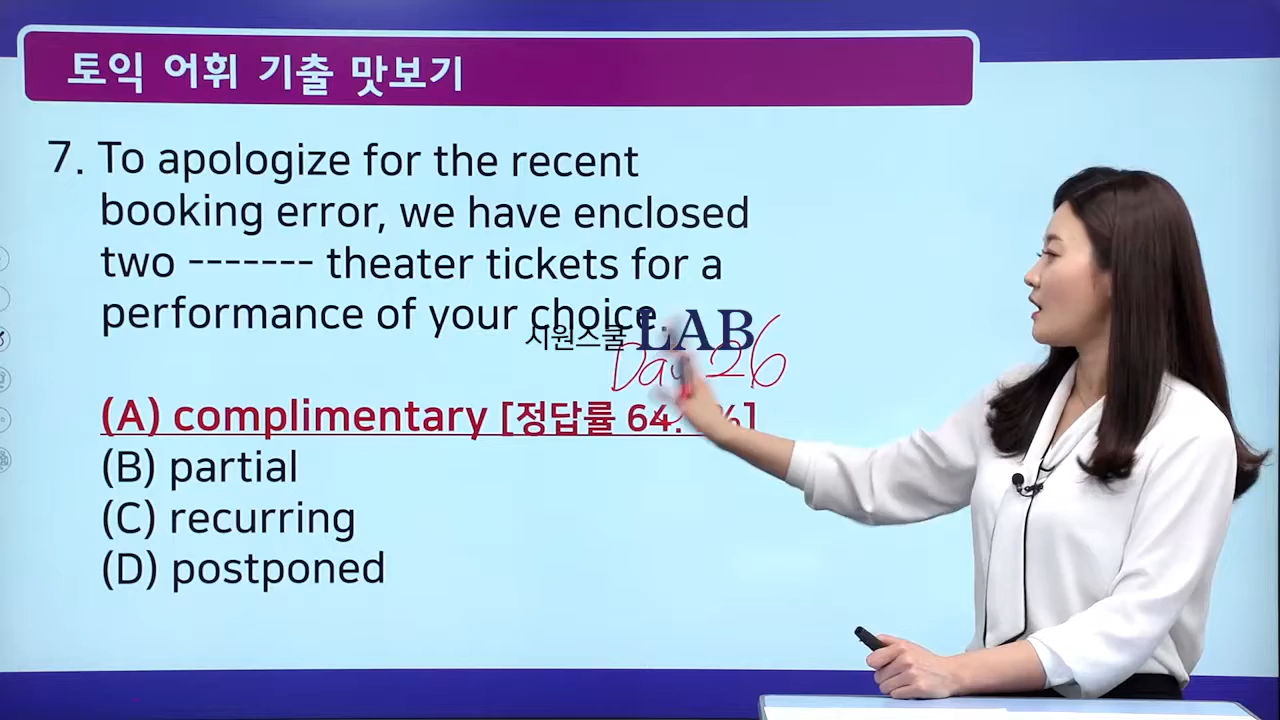 토익 어휘 기출 맛보기
7. To apologize for the recent
booking error, we have enclosed
two ------- theater tickets for a
performance of your choice.
시원스쿨 LAB
Day 26
(A) complimentary [정답률 64. %]
(B) partial
(C) recurring
(D) postponed